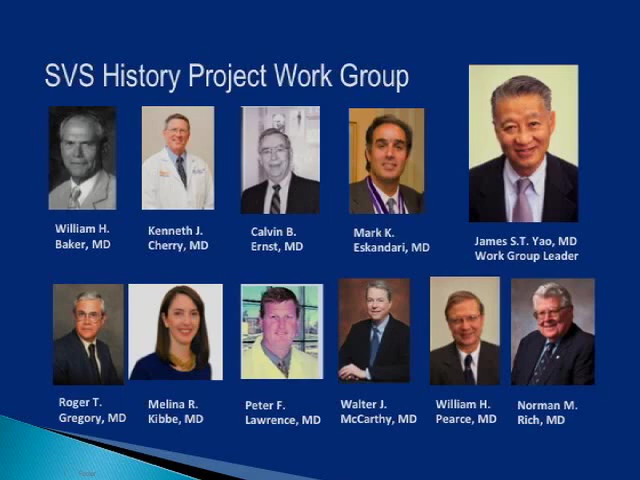 SVS History Project Work Group
William H.
Baker, MD
Kenneth J.
Cherry, MD
Calvin B.
Ernst, MD
Mark K.
Eskandari, MD
James S.T. Yao, MD
Work Group Leader
Roger T.
Gregory, MD
Melina R.
Kibbe, MD
Peter F.
Lawrence, MD
Walter J.
McCarthy, MD
William H.
Pearce, MD
Norman M.
Rich, MD
Footer